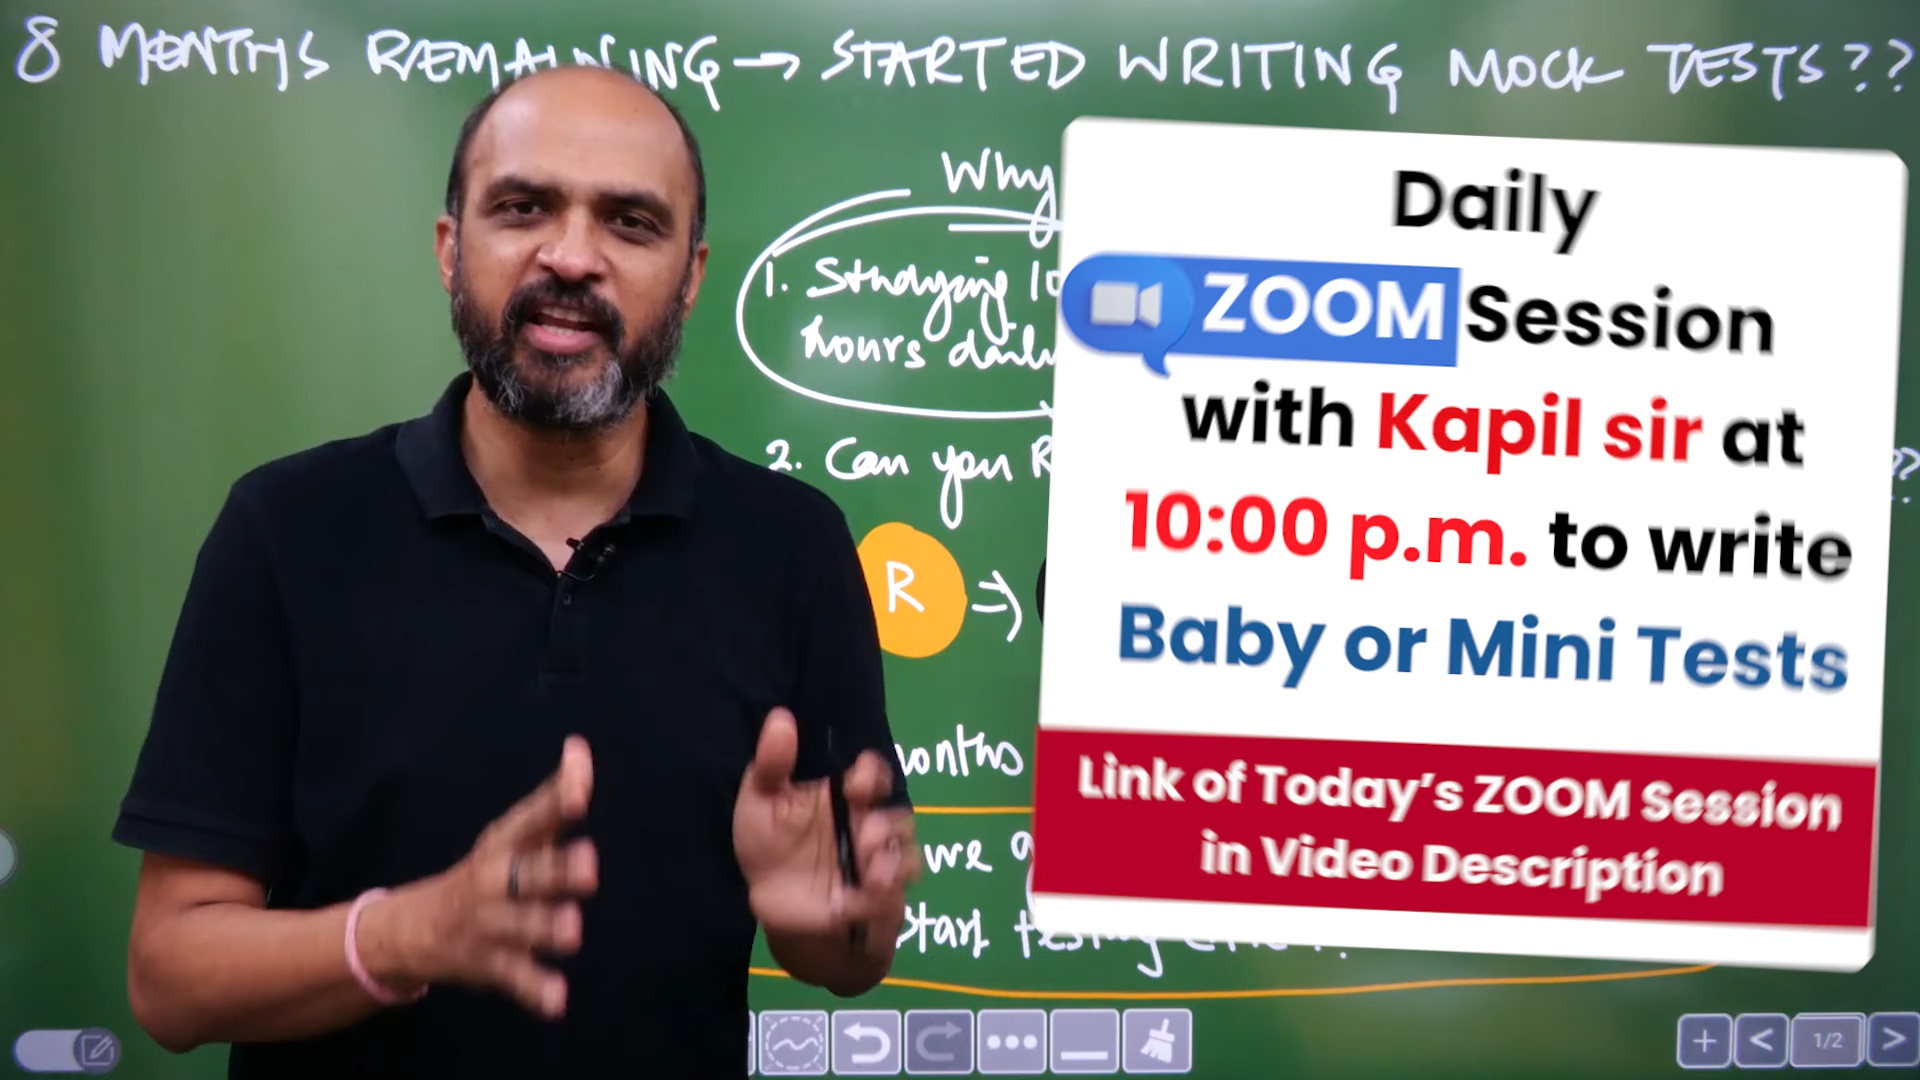 8 MONTHS REMAINING → STARTED WRITING MOCK TESTS??
Why
1. Studying 10
hours daily
2. Can you R
??
R ⇒
months
we g
start testing
Daily
ZOOM Session
with Kapil sir at
10:00 p.m. to write
Baby or Mini Tests
Link of Today's ZOOM Session
in Video Description
1/2